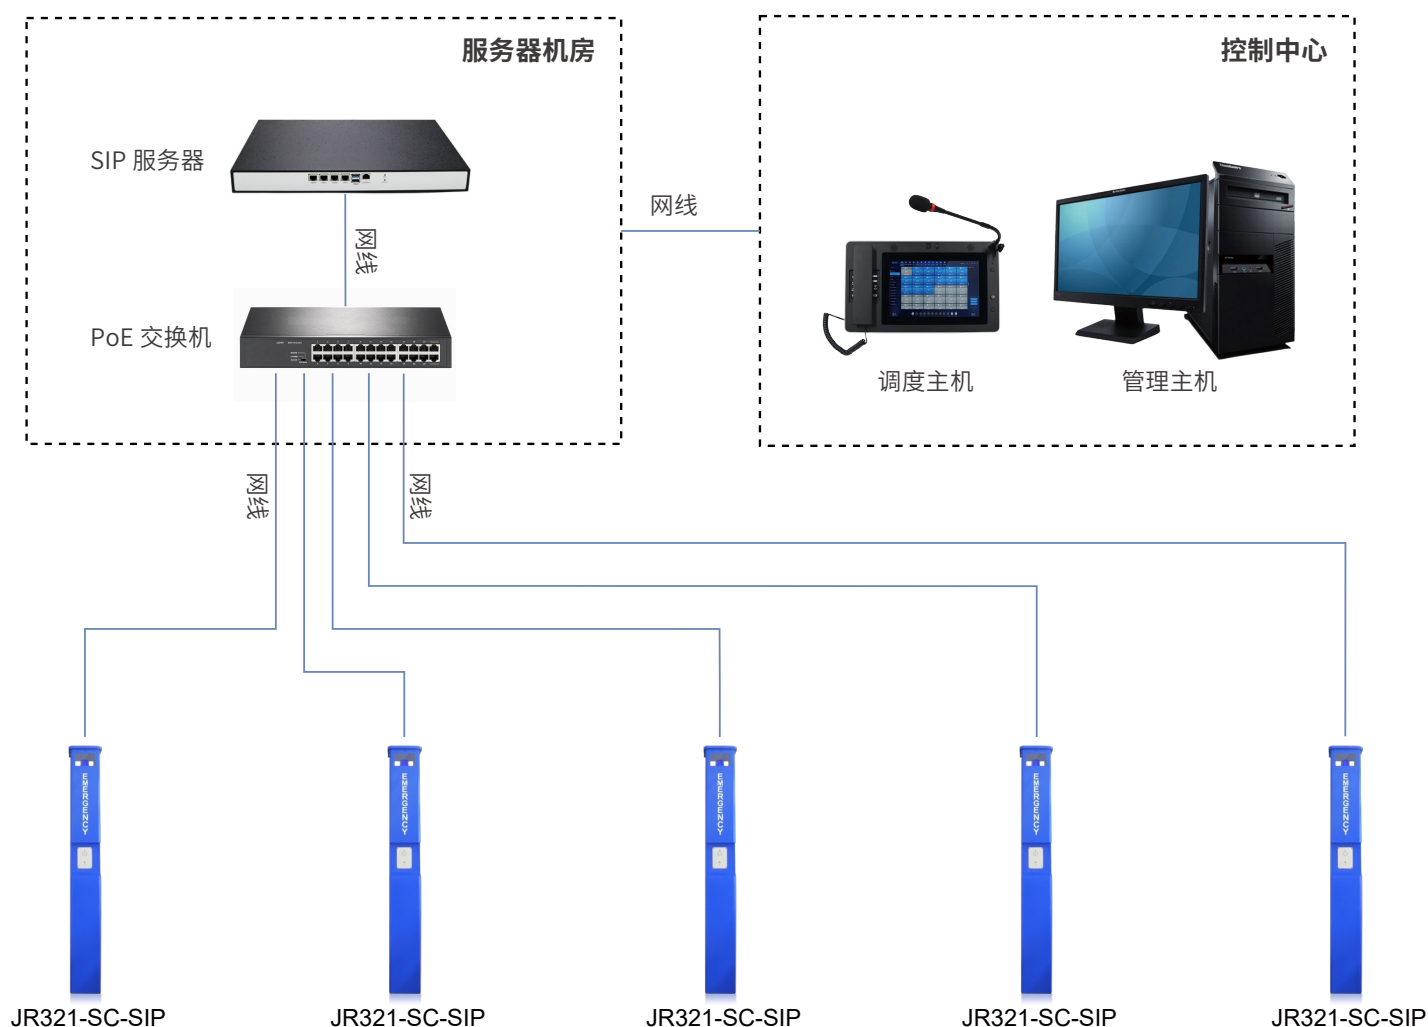 服务器机房
控制中心
SIP 服务器
网线
网线
PoE 交换机
调度主机
管理主机
网线
网线
EMERGENCY
EMERGENCY
EMERGENCY
EMERGENCY
EMERGENCY
JR321-SC-SIP
JR321-SC-SIP
JR321-SC-SIP
JR321-SC-SIP
JR321-SC-SIP